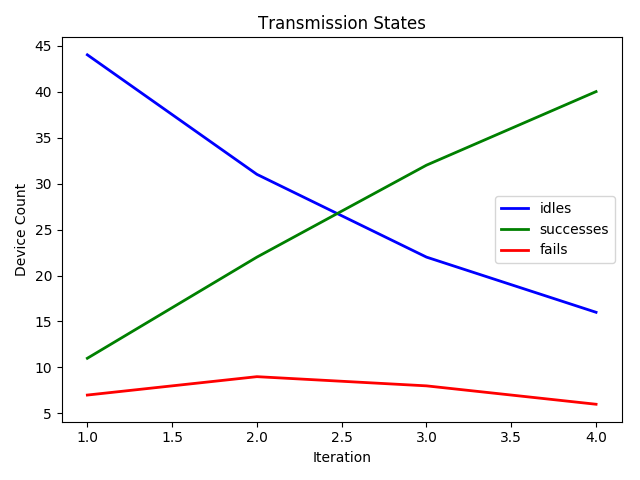 Transmission States
45
40
35
30
25
20
15
10
5
Device Count
idles
successes
fails
1.0 1.5 2.0 2.5 3.0 3.5 4.0
Iteration